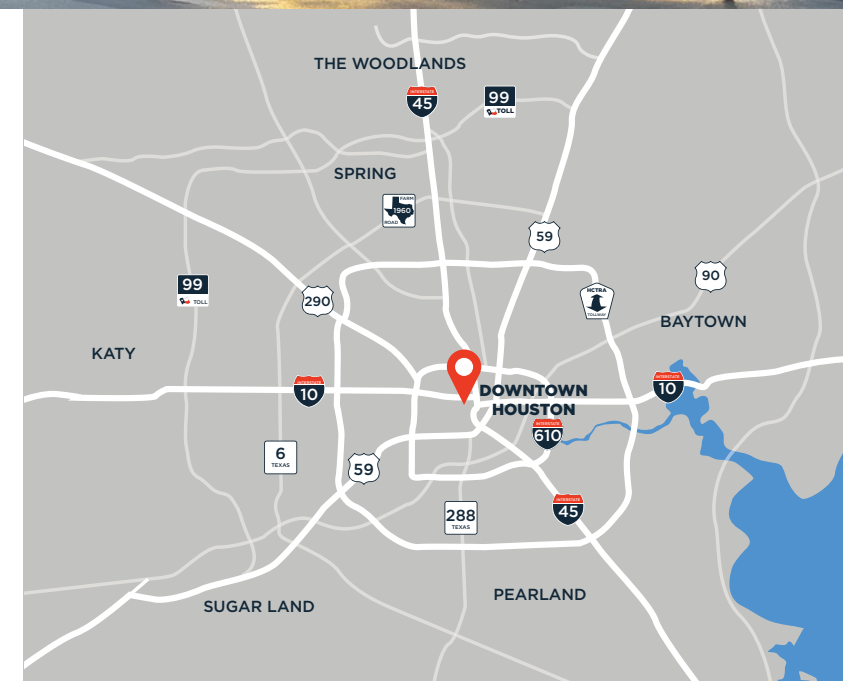 THE WOODLANDS
INTERSTATE
45
99
TOLL
SPRING
FARM
1960
ROAD
59
90
99
TOLL
290
HCTRA
TOLLWAY
BAYTOWN
KATY
INTERSTATE
10
INTERSTATE
10
DOWNTOWN
HOUSTON
INTERSTATE
610
6
TEXAS
59
288
TEXAS
INTERSTATE
45
SUGAR LAND
PEARLAND